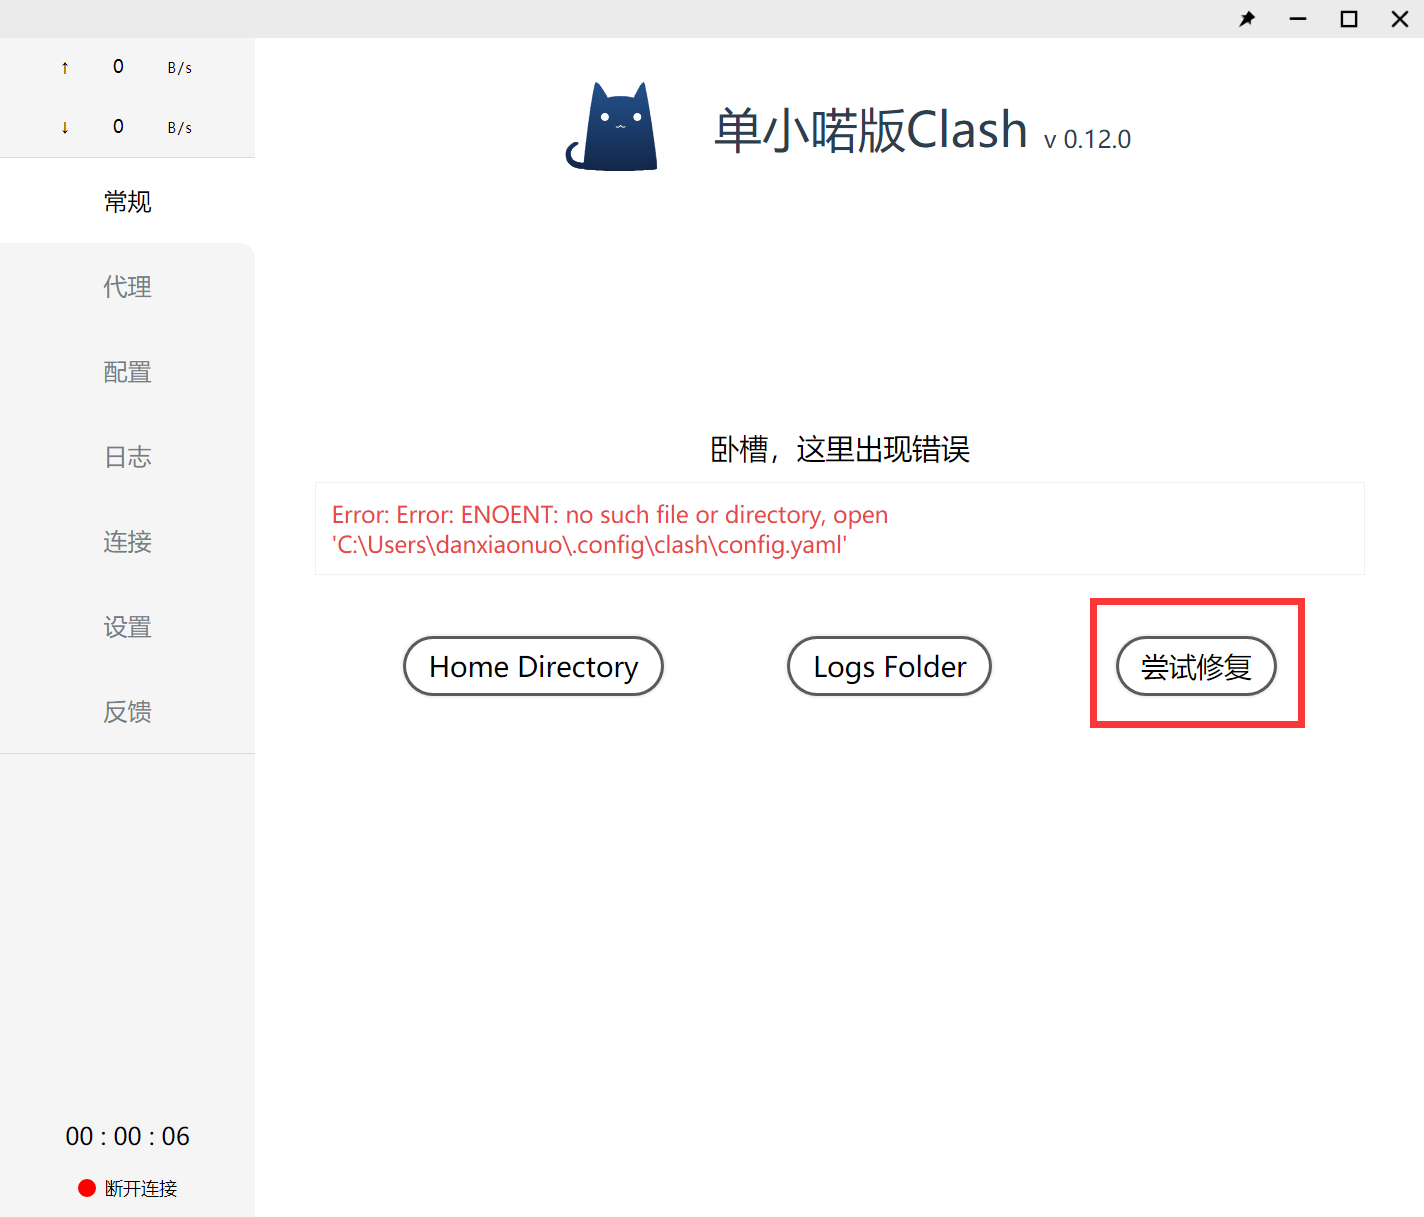 ↑ 0 B/s
↓ 0 B/s
常规
代理
配置
日志
连接
设置
反馈
00 : 00 : 06
断开连接
单小喏版Clash v 0.12.0
卧槽，这里出现错误
Error: Error: ENOENT: no such file or directory, open
'C:\Users\danxiaonuo\.config\clash\config.yaml'
Home Directory
Logs Folder
尝试修复